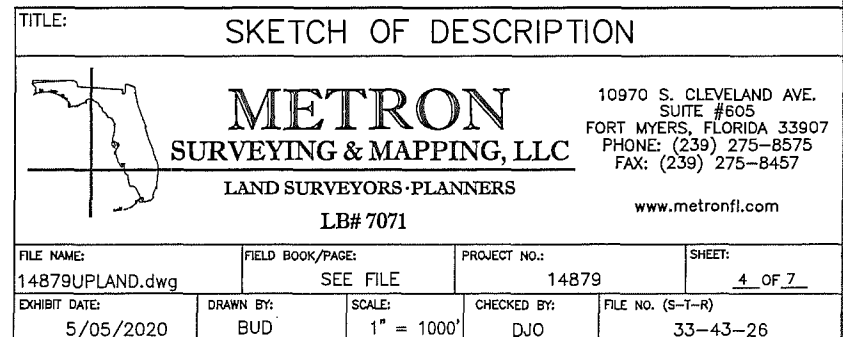 TITLE:
SKETCH OF DESCRIPTION
METRON
SURVEYING & MAPPING, LLC
LAND SURVEYORS·PLANNERS
LB# 7071
10970 S. CLEVELAND AVE.
SUITE #605
FORT MYERS, FLORIDA 33907
PHONE: (239) 275-8575
FAX: (239) 275-8457
www.metronfl.com
FILE NAME:
14879UPLAND.dwg
FIELD BOOK/PAGE:
SEE FILE
PROJECT NO.:
14879
SHEET:
4 OF 7
EXHIBIT DATE:
5/05/2020
DRAWN BY:
BUD
SCALE:
1" = 1000'
CHECKED BY:
DJO
FILE NO. (S-T-R)
33-43-26